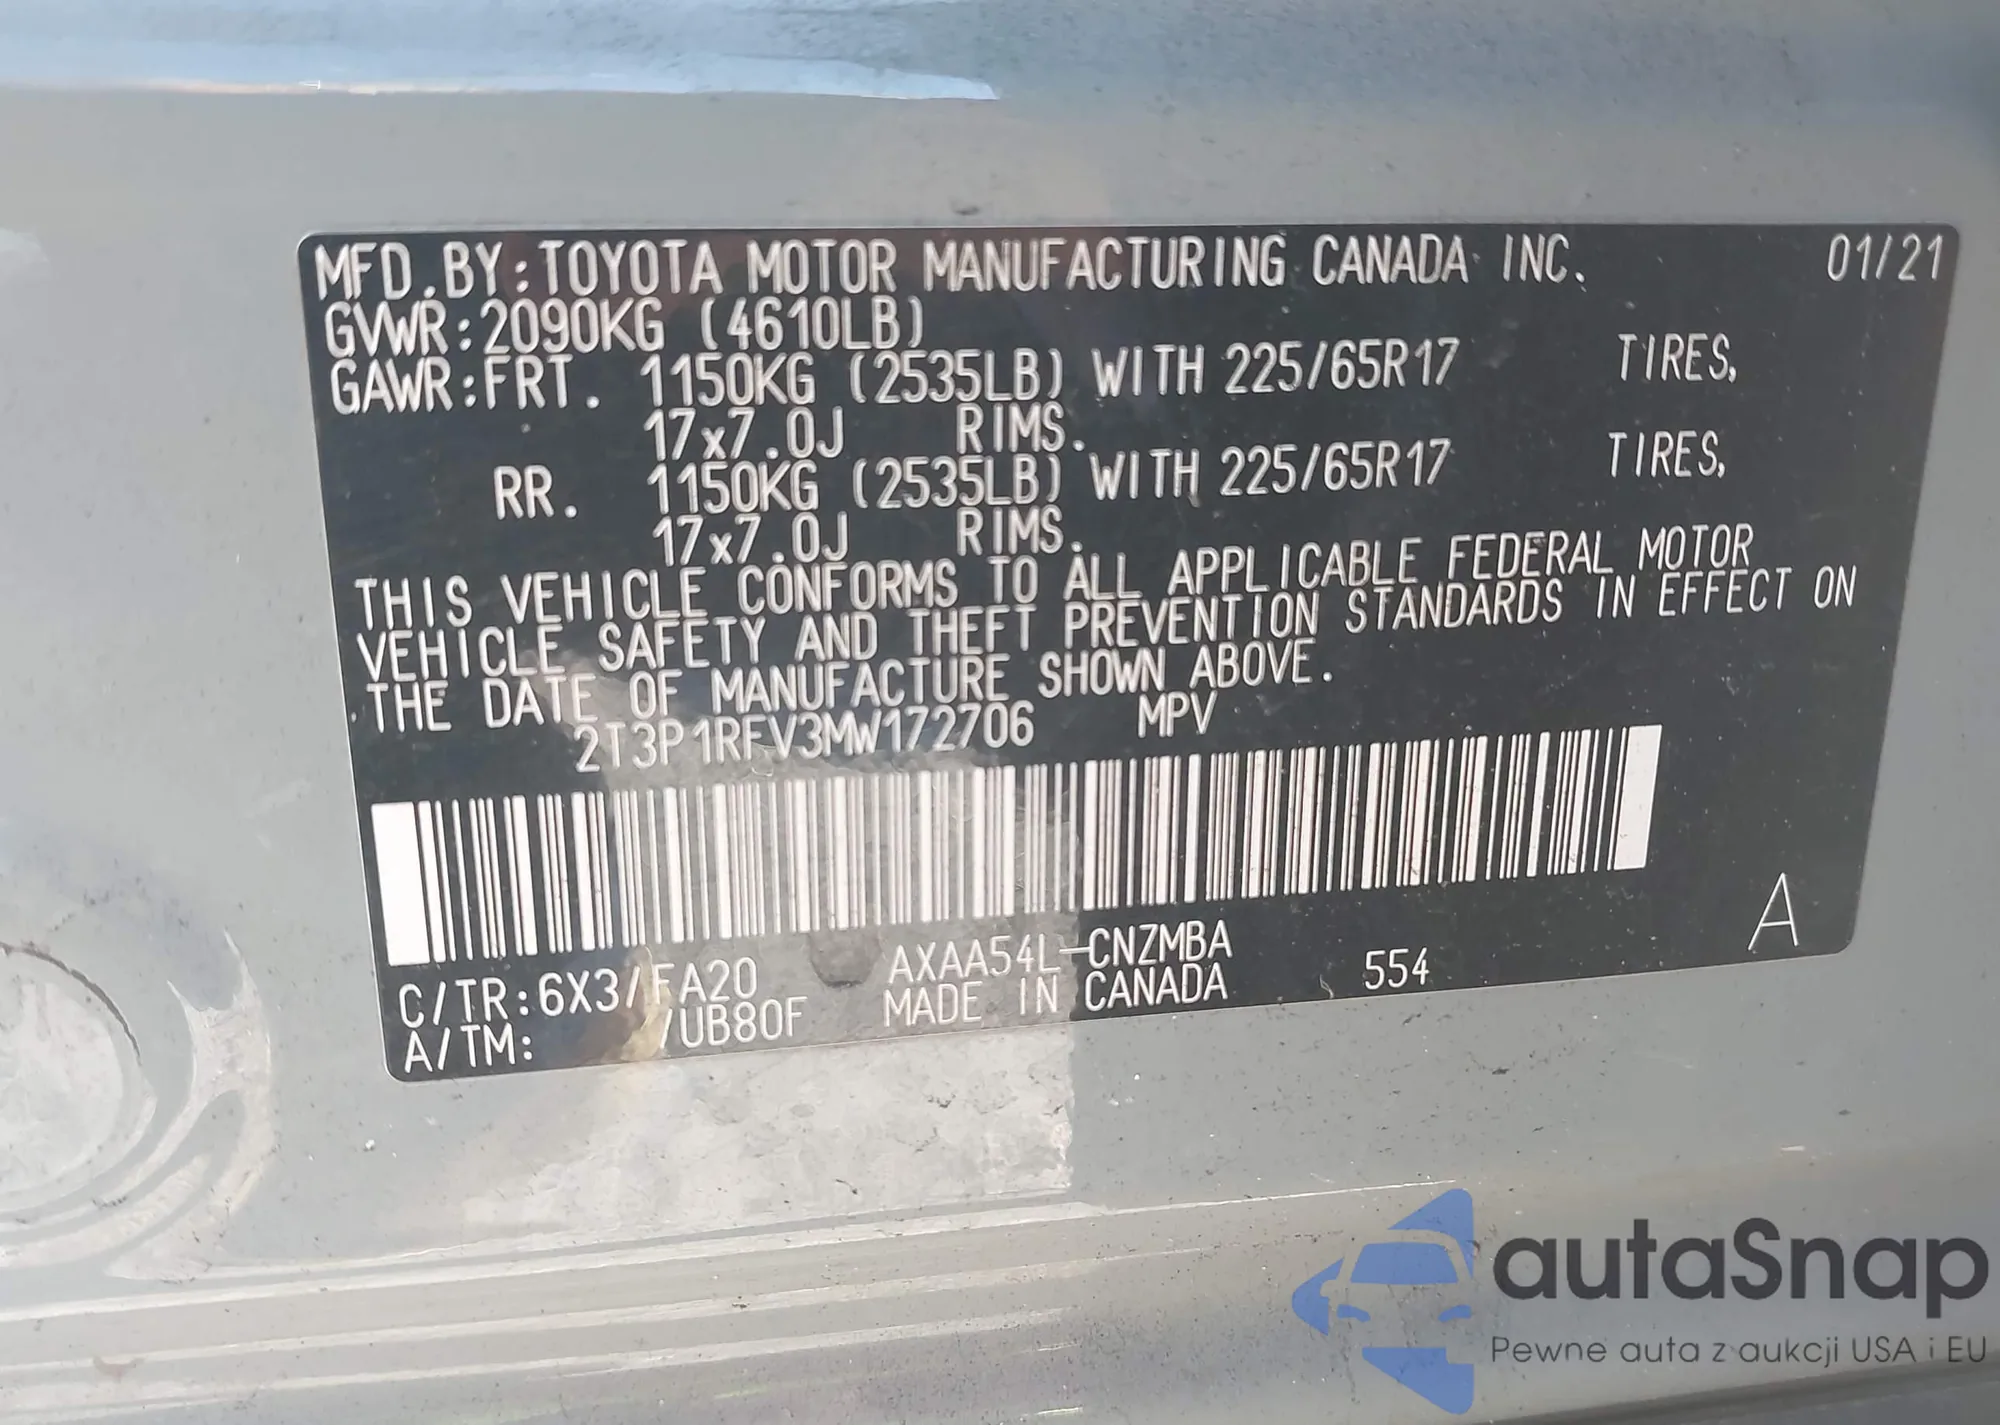 MFD.BY:TOYOTA MOTOR MANUFACTURING CANADA INC. 01/21
GVWR:2090KG (4610LB)
GAWR:FRT. 1150KG (2535LB) WITH 225/65R17 TIRES,
17x7.0J RIMS.
RR. 1150KG (2535LB) WITH 225/65R17 TIRES,
17x7.0J RIMS.
THIS VEHICLE CONFORMS TO ALL APPLICABLE FEDERAL MOTOR
VEHICLE SAFETY AND THEFT PREVENTION STANDARDS IN EFFECT ON
THE DATE OF MANUFACTURE SHOWN ABOVE.
2T3P1RFV3MW172706 MPV
C/TR:6X3/FA20 AXAA54L-CNZMBA 554 A
A/TM: /UB80F MADE IN CANADA
autaSnap
Pewne auta z aukcji USA i EU